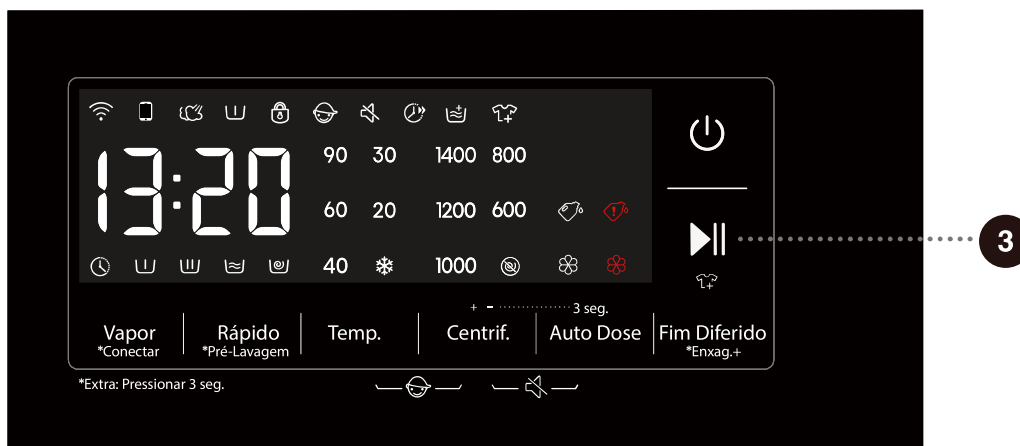 13:20
90 30 1400 800
60 20 1200 600
40 1000
+ - 3 seg.
3
Vapor
*Conectar
Rápido
*Pré-Lavagem
Temp.
Centrif.
Auto Dose
Fim Diferido
*Enxag.+
*Extra: Pressionar 3 seg.